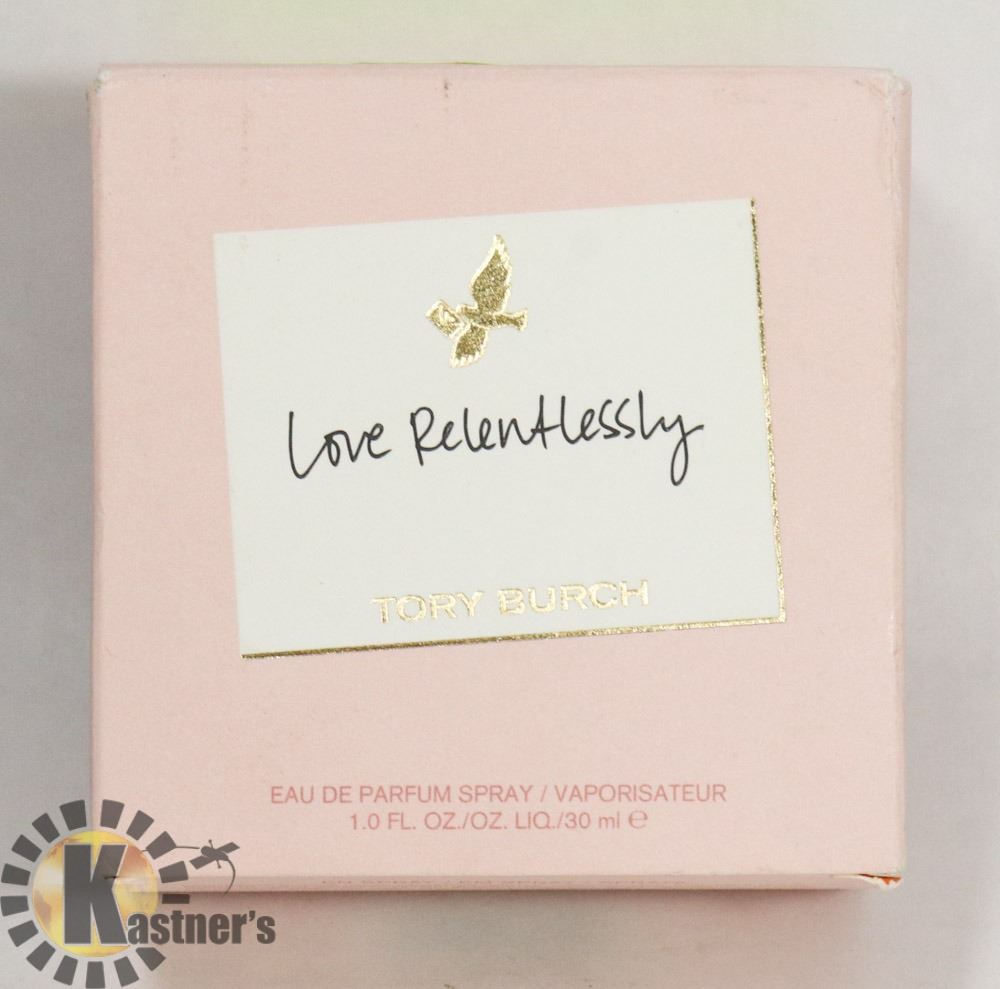 Love Relentlessly
TORY BURCH
EAU DE PARFUM SPRAY / VAPORISATEUR
1.0 FL. OZ./OZ. LIQ./30 ml ℮
Kastner's